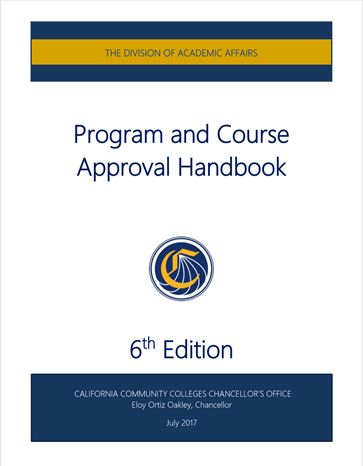 THE DIVISION OF ACADEMIC AFFAIRS
Program and Course
Approval Handbook
C
6th Edition
CALIFORNIA COMMUNITY COLLEGES CHANCELLOR'S OFFICE
Eloy Ortiz Oakley, Chancellor
July 2017